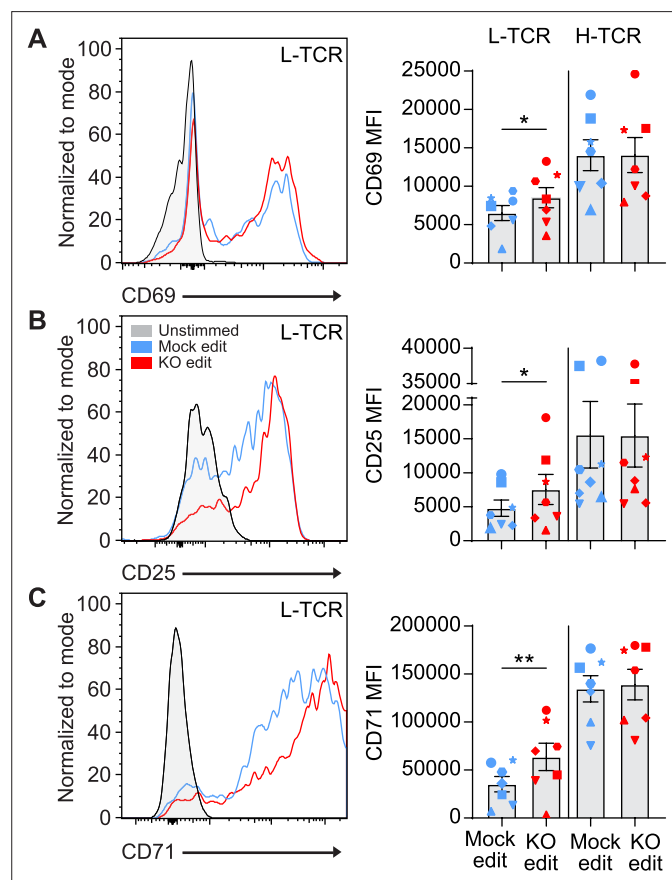 A
L-TCR
100
80
60
40
20
0
Normalized to mode
CD69
L-TCR H-TCR
25000
20000
15000
10000
5000
0
CD69 MFI
*
B
L-TCR
Unstimmed
Mock edit
KO edit
100
80
60
40
20
0
Normalized to mode
CD25
40000
35000
15000
10000
5000
0
CD25 MFI
*
C
L-TCR
100
80
60
40
20
0
Normalized to mode
CD71
200000
150000
100000
50000
0
CD71 MFI
**
Mock KO Mock KO
edit edit edit edit